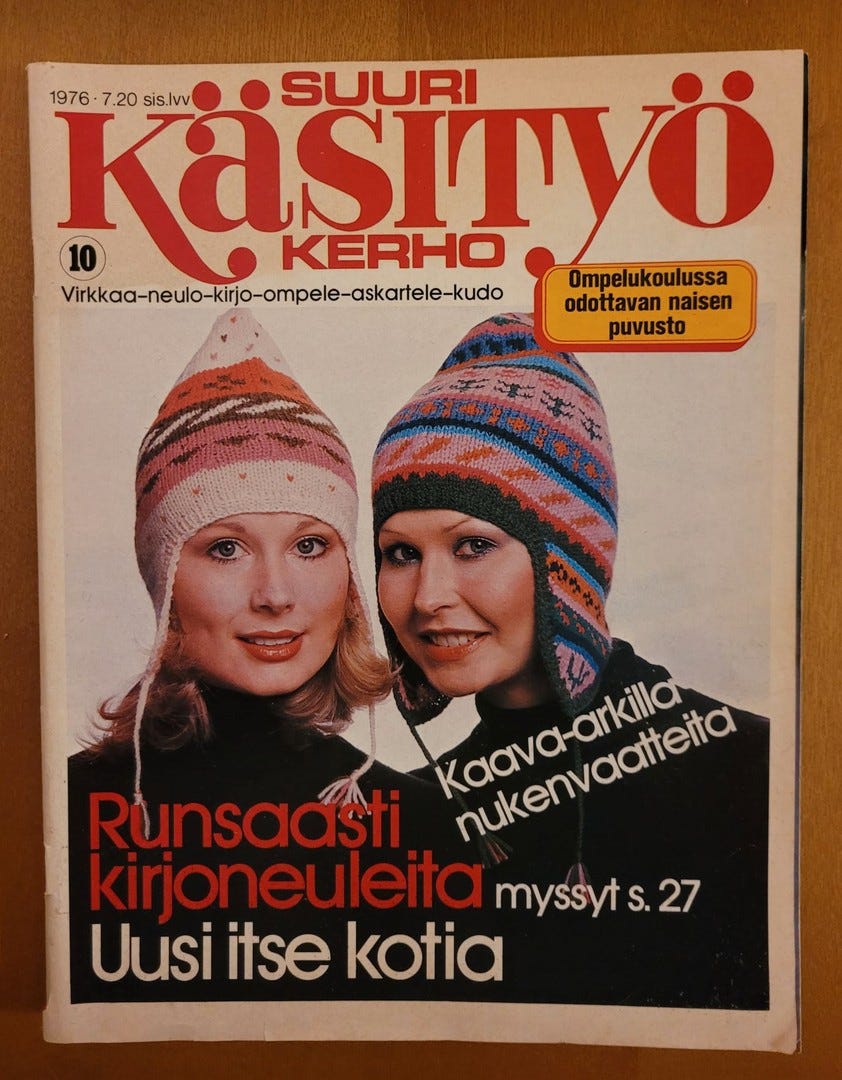 1976 · 7.20 sis.lvv
SUURI
KÄSITYÖ
KERHO
10
Virkkaa-neulo-kirjo-ompele-askartele-kudo
Ompelukoulussa
odottavan naisen
puvusto
Kaava-arkilla
nukenvaatteita
Runsaasti
kirjoneuleita myssyt s. 27
Uusi itse kotia